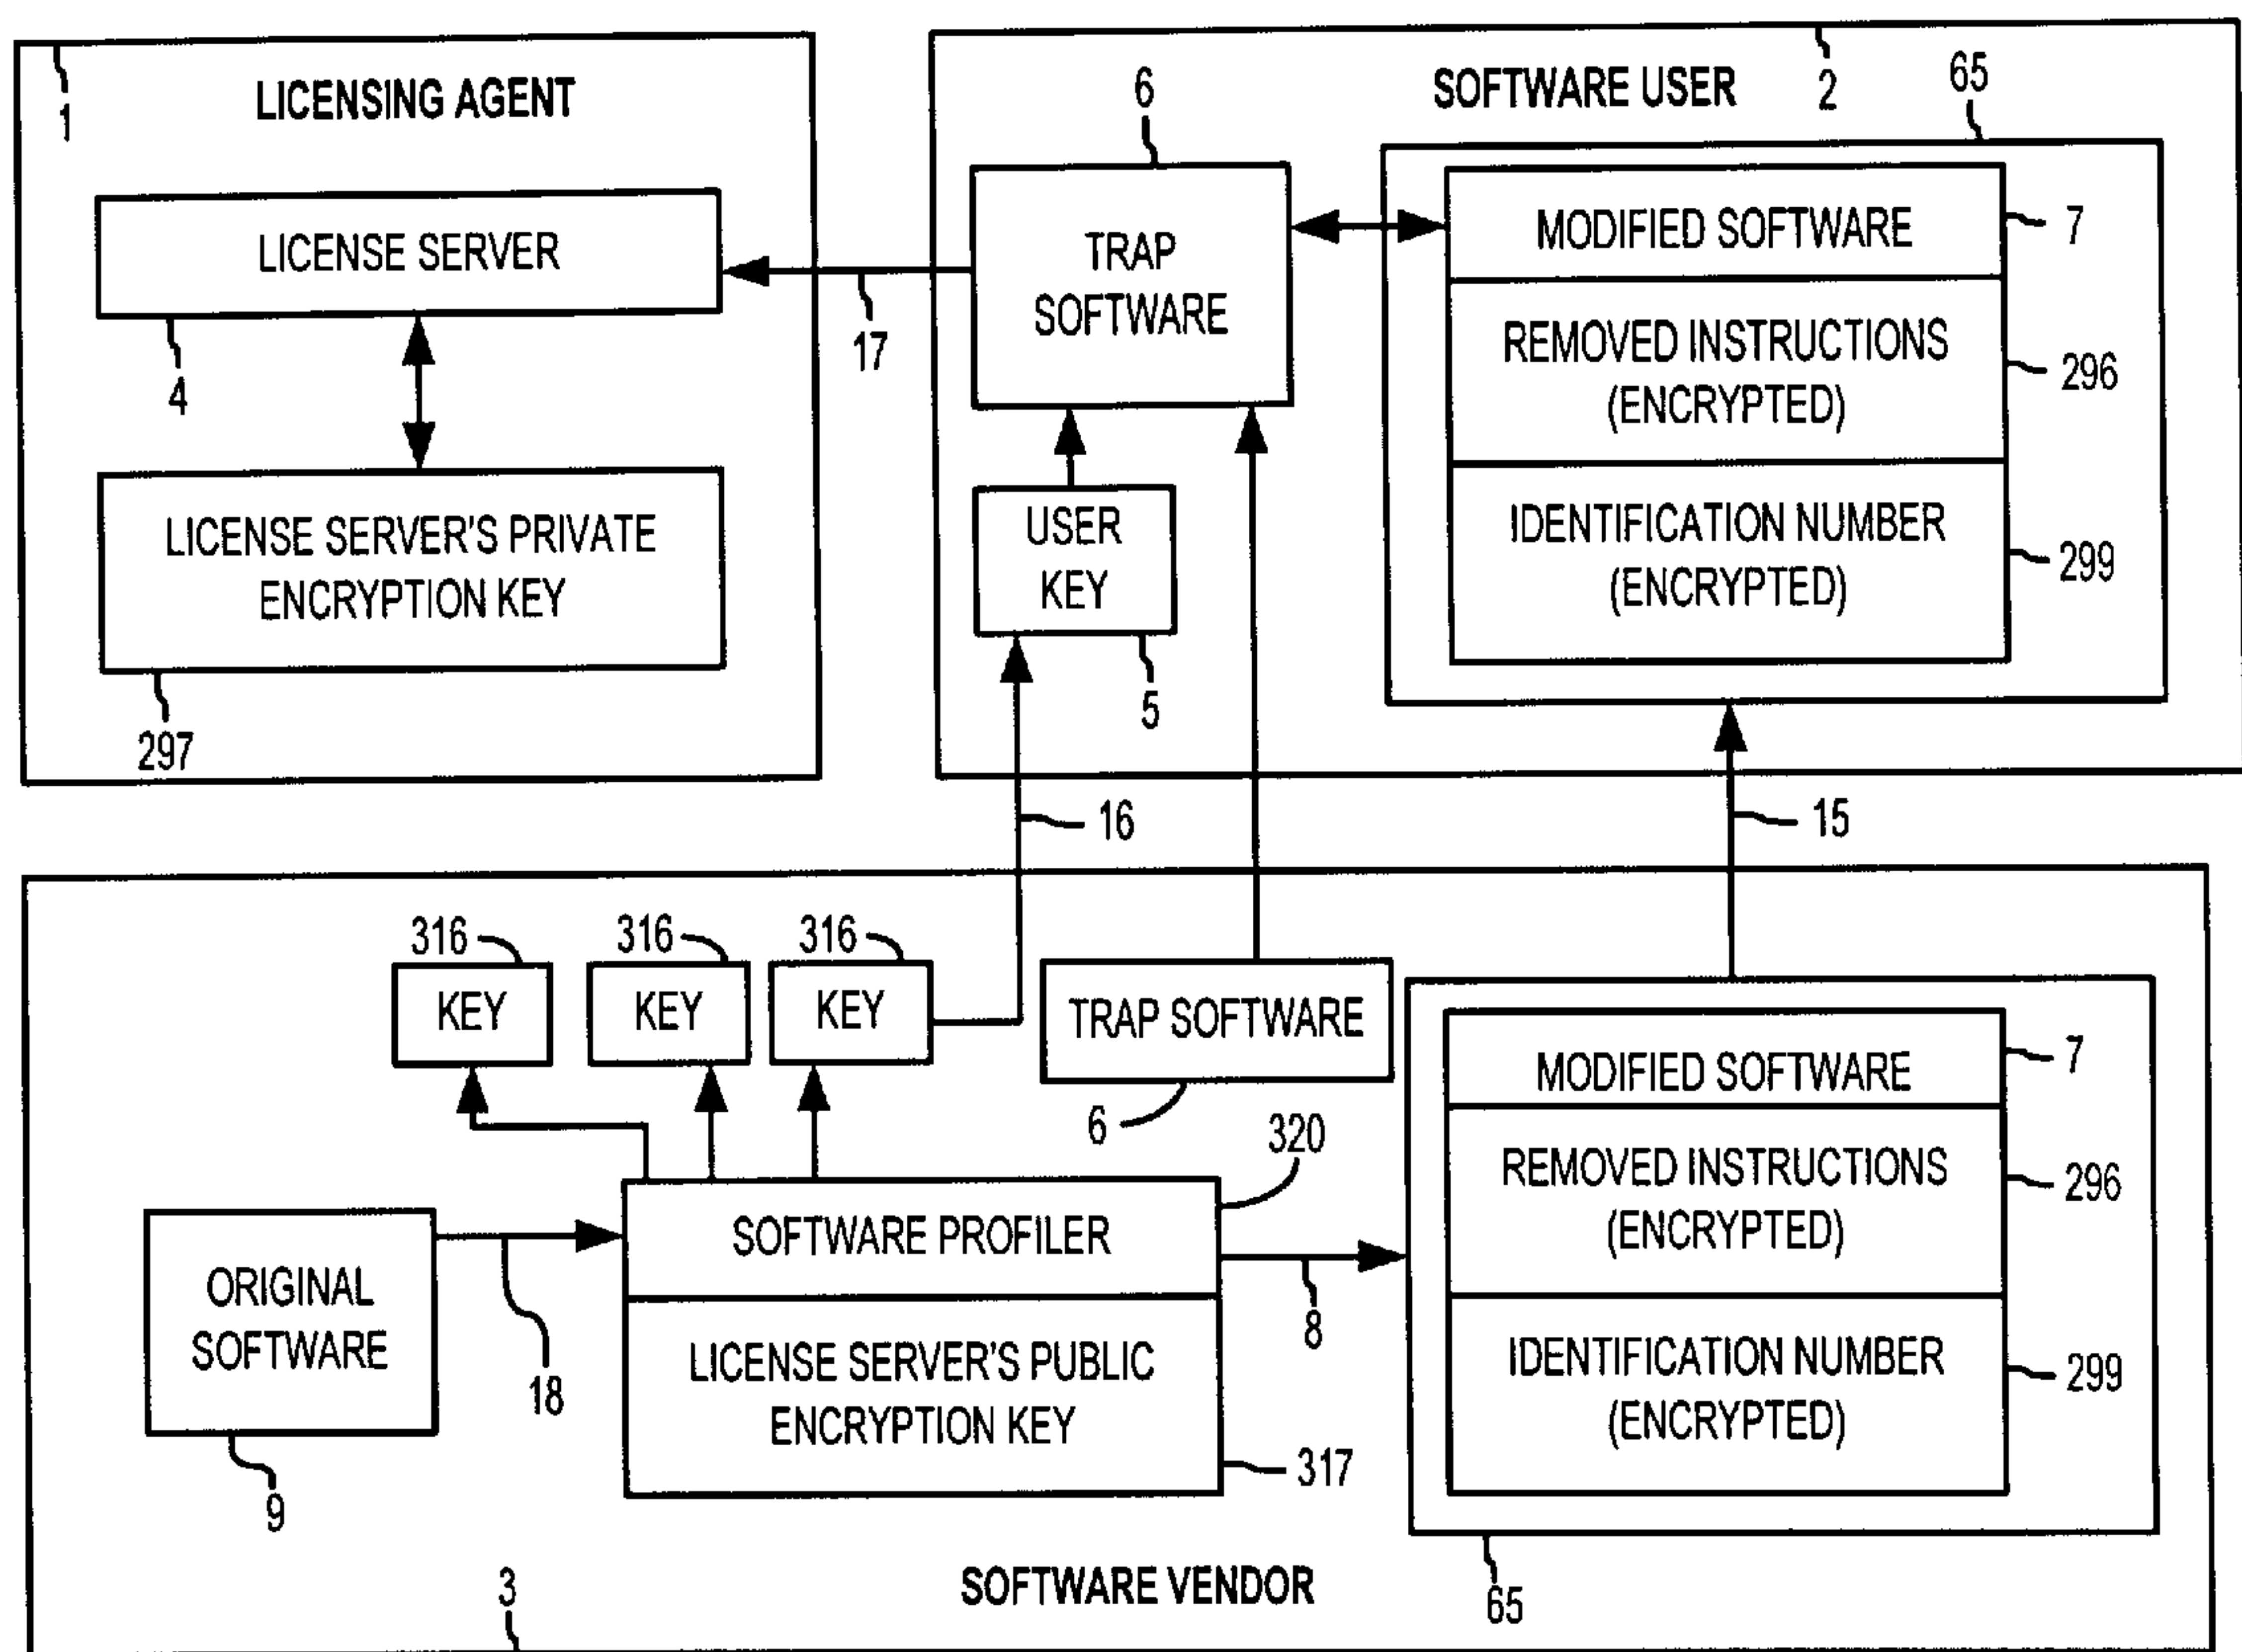 1
LICENSING AGENT
LICENSE SERVER
4
LICENSE SERVER'S PRIVATE
ENCRYPTION KEY
297
17
SOFTWARE USER
2
65
6
TRAP
SOFTWARE
USER
KEY
5
MODIFIED SOFTWARE
7
REMOVED INSTRUCTIONS
(ENCRYPTED)
296
IDENTIFICATION NUMBER
(ENCRYPTED)
299
16
15
316
316
316
KEY
KEY
KEY
TRAP SOFTWARE
6
320
ORIGINAL
SOFTWARE
9
18
SOFTWARE PROFILER
LICENSE SERVER'S PUBLIC
ENCRYPTION KEY
317
8
MODIFIED SOFTWARE
7
REMOVED INSTRUCTIONS
(ENCRYPTED)
296
IDENTIFICATION NUMBER
(ENCRYPTED)
299
65
SOFTWARE VENDOR
3